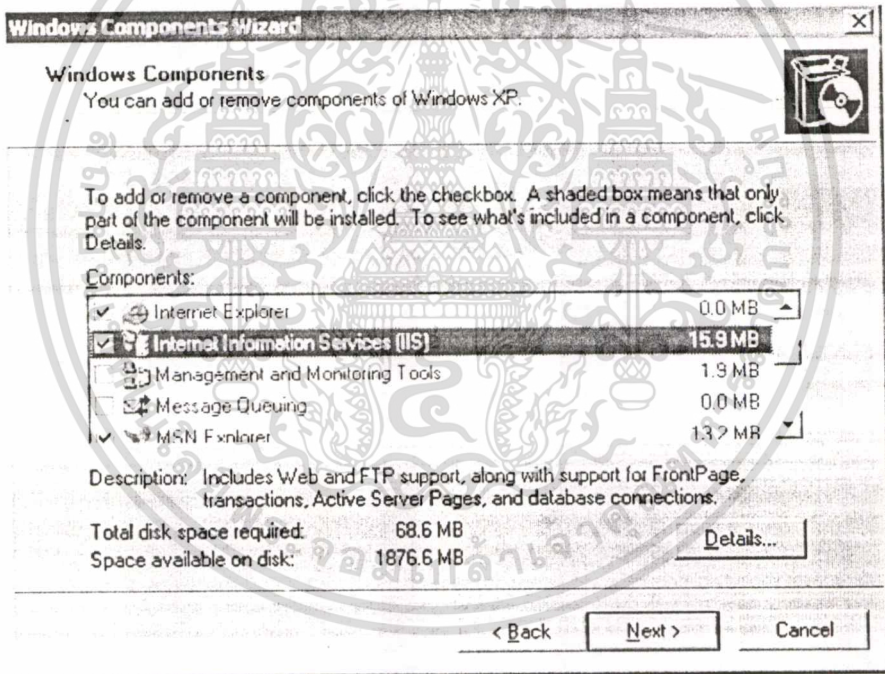 Windows Components Wizard
Windows Components
You can add or remove components of Windows XP.
To add or remove a component, click the checkbox. A shaded box means that only
part of the component will be installed. To see what's included in a component, click
Details.
Components:
Internet Explorer 0.0 MB
Internet Information Services (IIS) 15.9 MB
Management and Monitoring Tools 1.9 MB
Message Queuing 0.0 MB
MSN Explorer 13.2 MB
Description: Includes Web and FTP support, along with support for FrontPage,
transactions, Active Server Pages, and database connections.
Total disk space required: 68.6 MB
Space available on disk: 1876.6 MB
Details...
< Back
Next >
Cancel